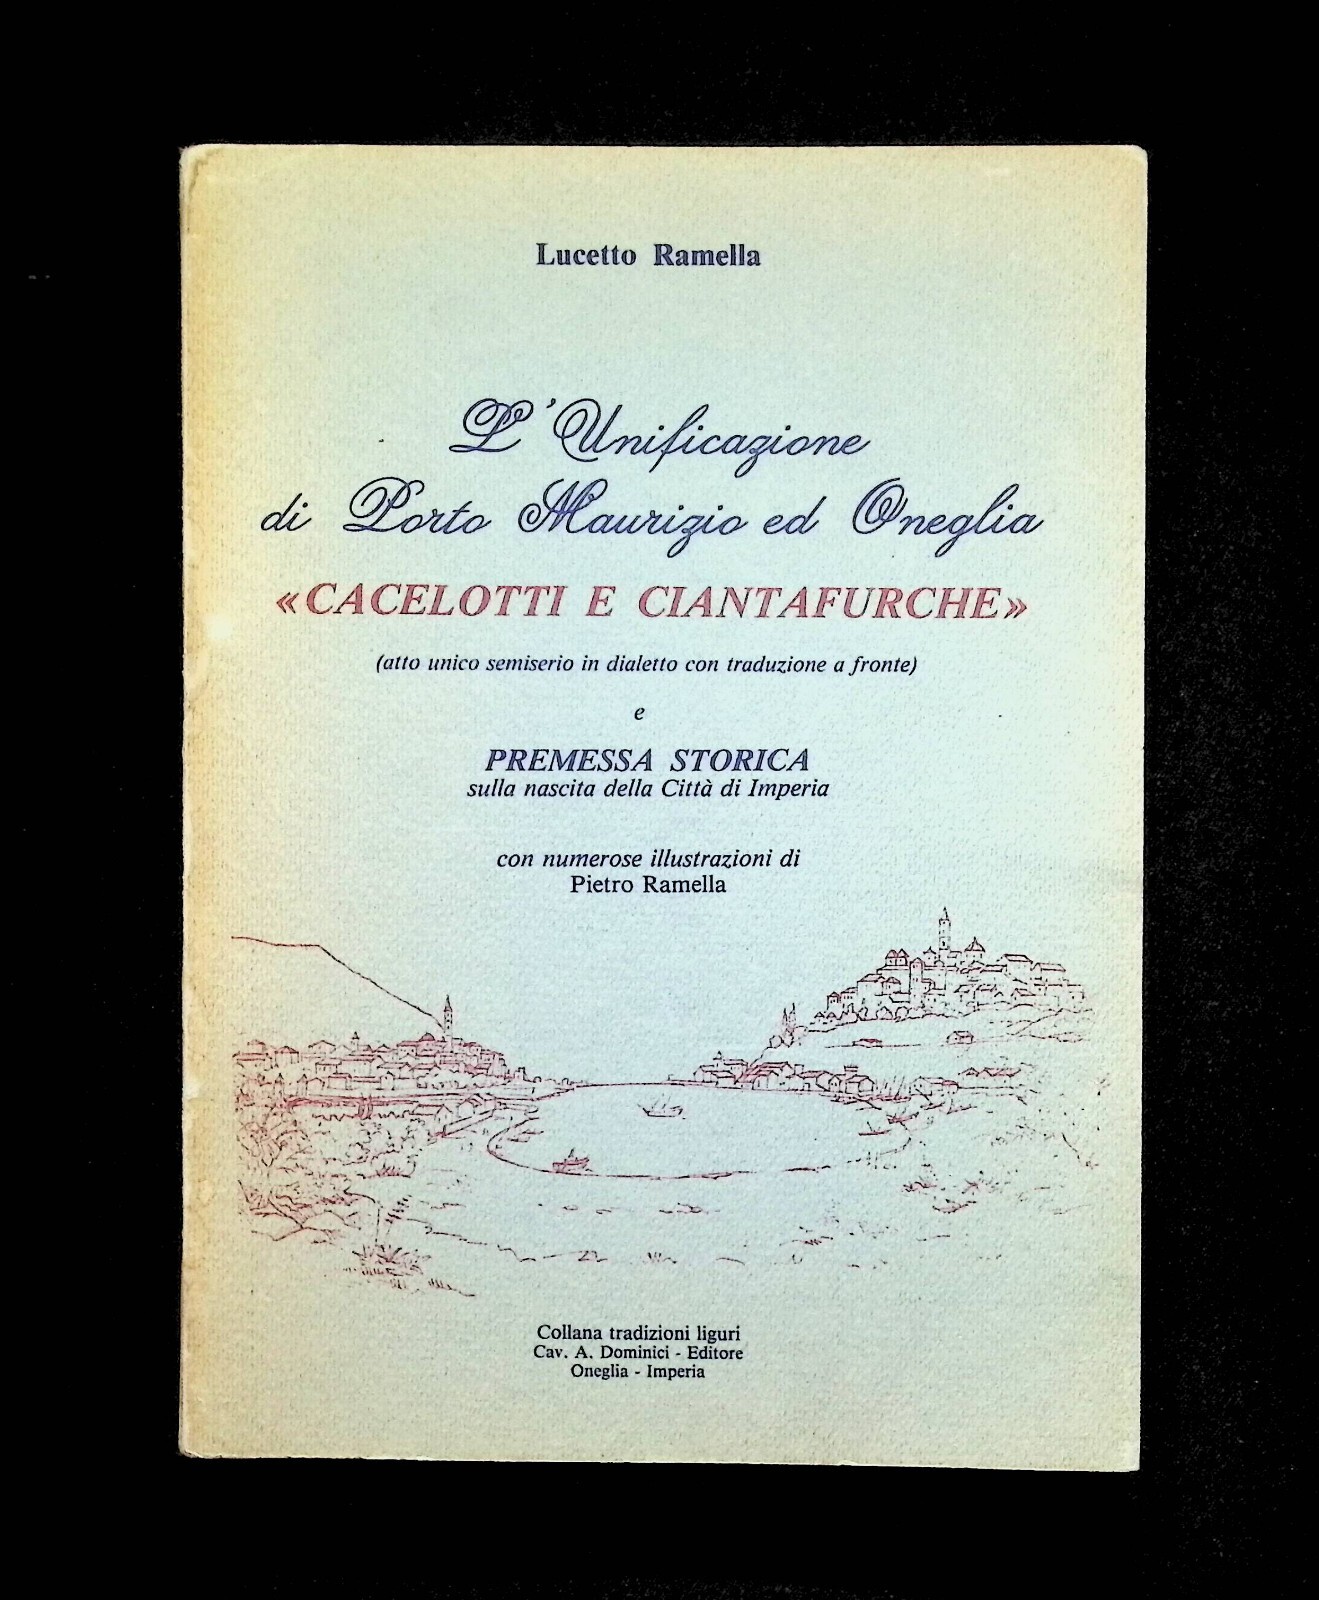 Lucetto Ramella
L'Unificazione
di Porto Maurizio ed Oneglia
«CACELOTTI E CIANTAFURCHE»
(atto unico semiserio in dialetto con traduzione a fronte)
e
PREMESSA STORICA
sulla nascita della Città di Imperia
con numerose illustrazioni di
Pietro Ramella
Collana tradizioni liguri
Cav. A. Dominici - Editore
Oneglia - Imperia